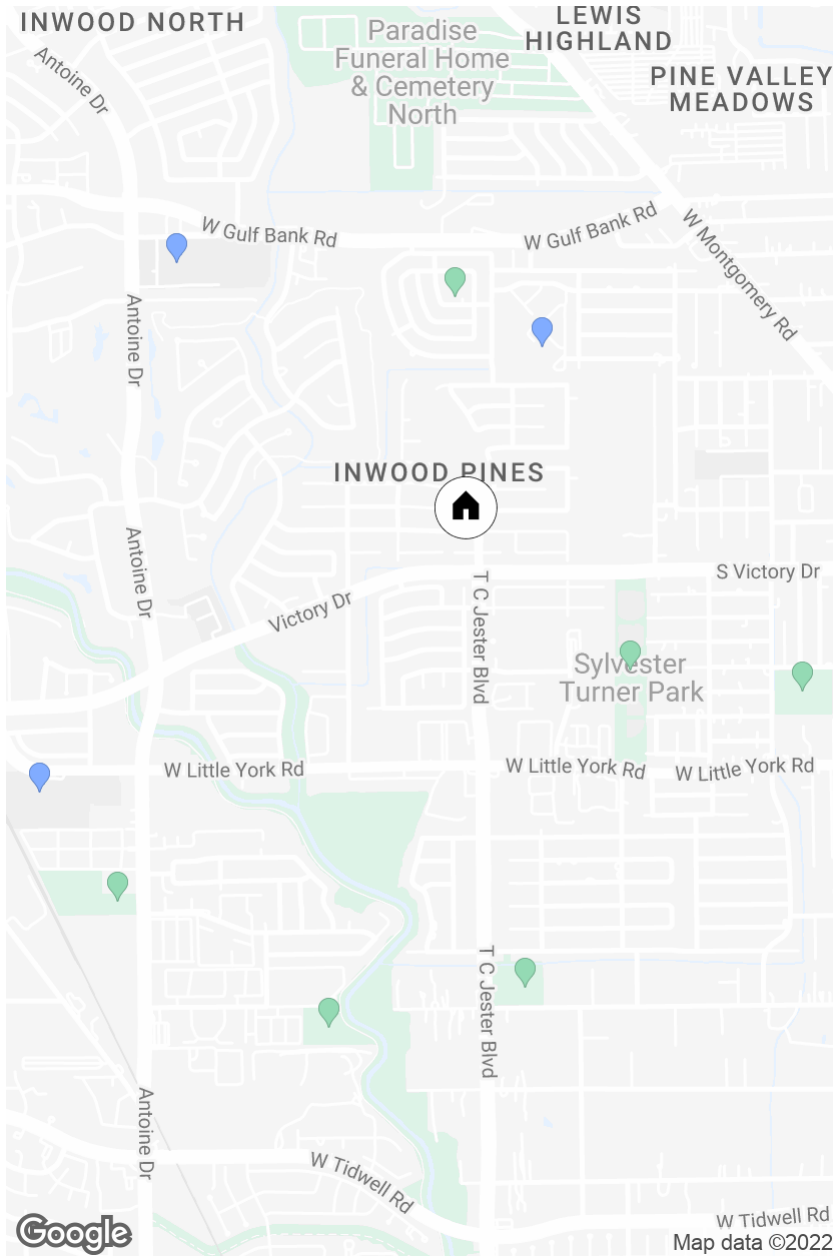 INWOOD NORTH
LEWIS
HIGHLAND
Paradise
Funeral Home
& Cemetery
North
PINE VALLEY
MEADOWS
Antoine Dr
W Gulf Bank Rd
W Gulf Bank Rd
W Montgomery Rd
Antoine Dr
INWOOD PINES
Antoine Dr
S Victory Dr
Victory Dr
T C Jester Blvd
Sylvester
Turner Park
W Little York Rd
W Little York Rd
W Little York Rd
T C Jester Blvd
Antoine Dr
W Tidwell Rd
W Tidwell Rd
Google
Map data ©2022